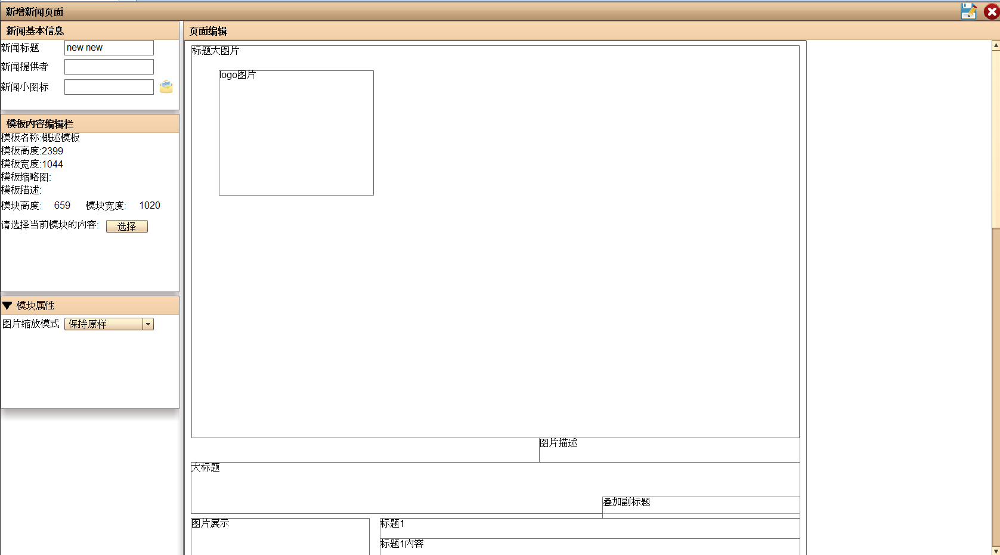 新增新闻页面
新闻基本信息
新闻标题 new new
新闻提供者
新闻小图标
模板内容编辑栏
模板名称:概述模板
模板高度:2399
模板宽度:1044
模板缩略图:
模板描述:
模块高度: 659 模块宽度: 1020
请选择当前模块的内容: 选择
模块属性
图片缩放模式 保持原样
页面编辑
标题大图片
logo图片
图片描述
大标题
叠加副标题
图片展示
标题1
标题1内容